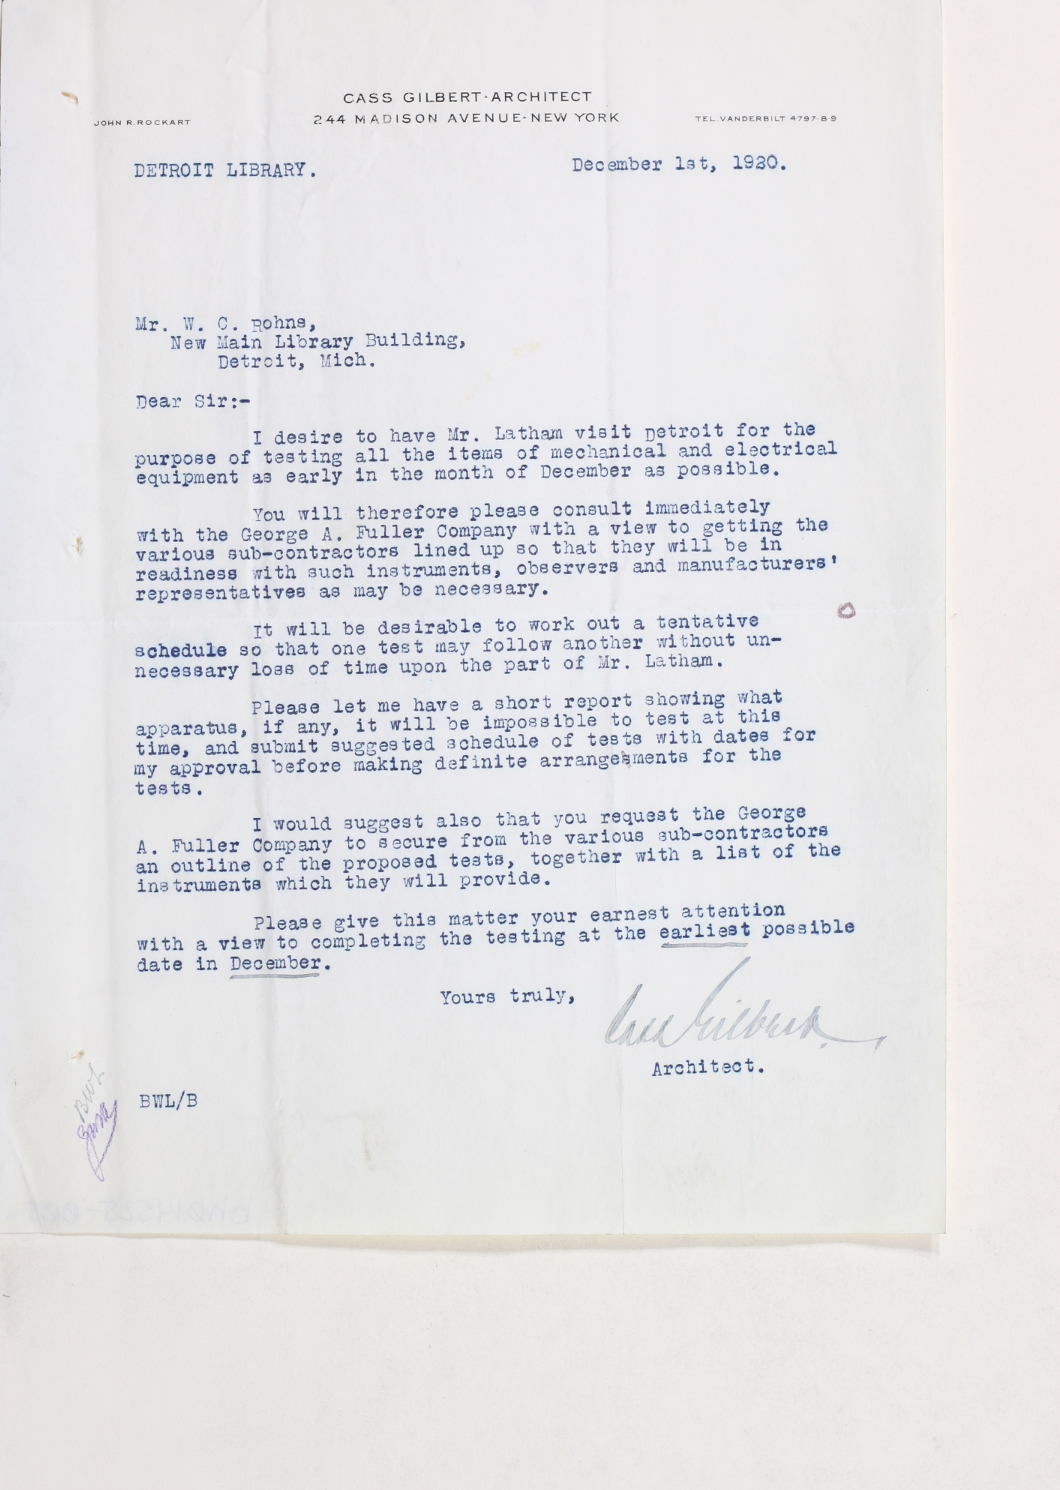 CASS GILBERT-ARCHITECT
JOHN R. ROCKART 244 MADISON AVENUE-NEW YORK TEL. VANDERBILT 4797-8-9
DETROIT LIBRARY. December 1st, 1920.
Mr. W. C. Rohns,
New Main Library Building,
Detroit, Mich.
Dear Sir:-
I desire to have Mr. Latham visit Detroit for the
purpose of testing all the items of mechanical and electrical
equipment as early in the month of December as possible.
You will therefore please consult immediately
with the George A. Fuller Company with a view to getting the
various sub-contractors lined up so that they will be in
readiness with such instruments, observers and manufacturers'
representatives as may be necessary.
It will be desirable to work out a tentative
schedule so that one test may follow another without un-
necessary loss of time upon the part of Mr. Latham.
Please let me have a short report showing what
apparatus, if any, it will be impossible to test at this
time, and submit suggested schedule of tests with dates for
my approval before making definite arrangements for the
tests.
I would suggest also that you request the George
A. Fuller Company to secure from the various sub-contractors
an outline of the proposed tests, together with a list of the
instruments which they will provide.
Please give this matter your earnest attention
with a view to completing the testing at the earliest possible
date in December.
Yours truly,
Cass Gilbert
Architect.
BWL
BWL/B